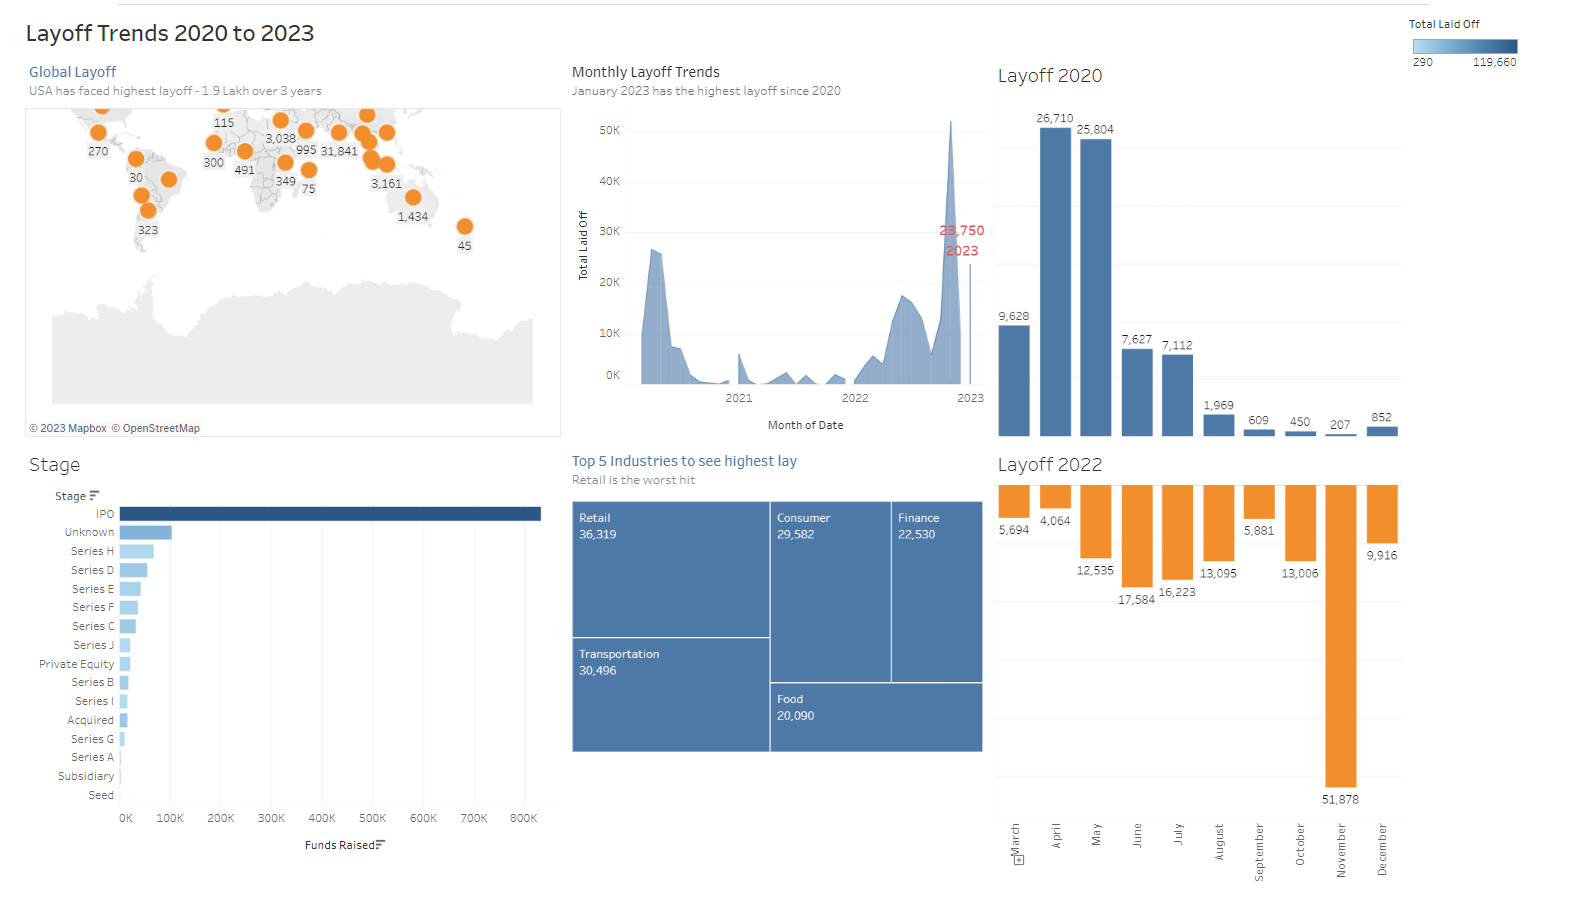 Layoff Trends 2020 to 2023
Total Laid Off
290 119,660
Global Layoff
USA has faced highest layoff - 1.9 Lakh over 3 years
115
270
3,038
995
31,841
300
491
30
349
75
3,161
1,434
323
45
© 2023 Mapbox © OpenStreetMap
Monthly Layoff Trends
January 2023 has the highest layoff since 2020
Total Laid Off
50K
40K
30K
20K
10K
0K
23,750
2023
2021 2022 2023
Month of Date
Layoff 2020
9,628
26,710
25,804
7,627
7,112
1,969
609
450
207
852
Stage
Stage
IPO
Unknown
Series H
Series D
Series E
Series F
Series C
Series J
Private Equity
Series B
Series I
Acquired
Series G
Series A
Subsidiary
Seed
0K 100K 200K 300K 400K 500K 600K 700K 800K
Funds Raised
Top 5 Industries to see highest lay
Retail is the worst hit
Retail
36,319
Transportation
30,496
Consumer
29,582
Finance
22,530
Food
20,090
Layoff 2022
5,694
4,064
12,535
17,584
16,223
13,095
5,881
13,006
51,878
9,916
March
April
May
June
July
August
September
October
November
December